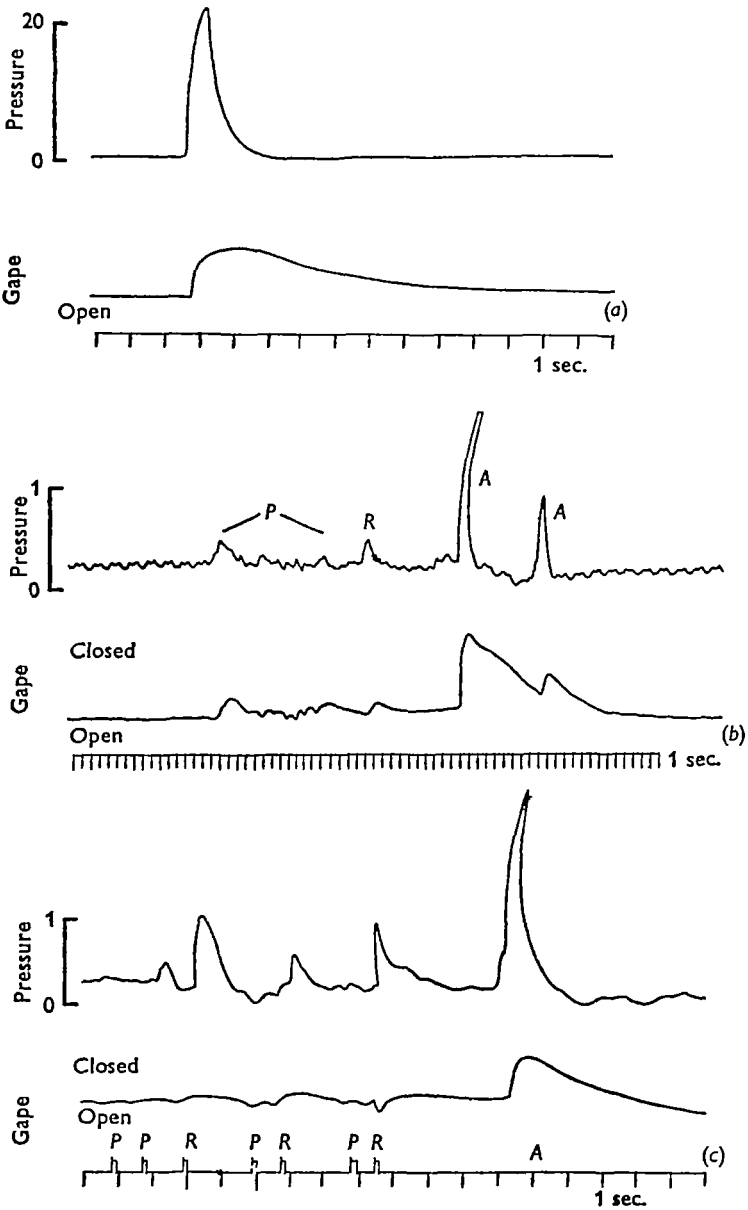 20
Pressure
0
Gape
Open
(a)
1 sec.
1
Pressure
0
P
R
A
A
Closed
Gape
Open
(b)
1 sec.
1
Pressure
0
Closed
Gape
Open
P P R P R P R A
(c)
1 sec.